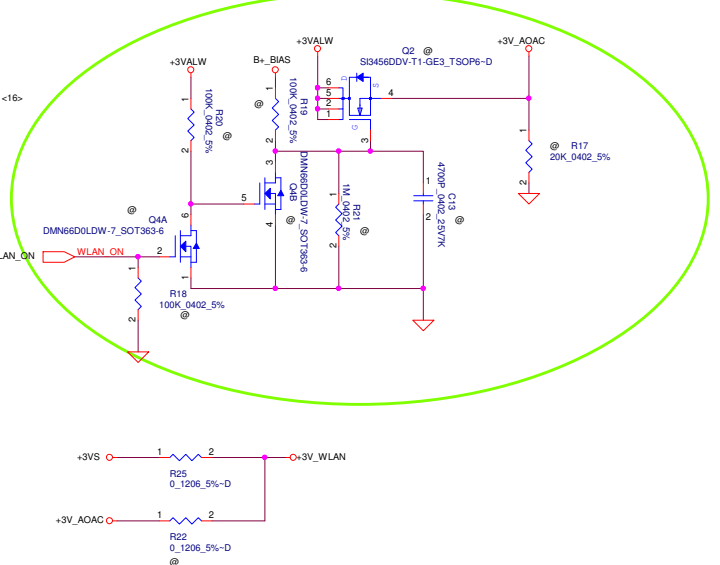 +3VALW
B+_BIAS
+3VALW
Q2 @
SI3456DDV-T1-GE3_TSOP6~D
+3V_AOAC
<16>
1
R20
100K_0402_5%
2
@
1
R19
100K_0402_5%
2
@
6
5
2
1
D
S
G
4
3
1
@ R17
20K_0402_5%
2
@
Q4A
DMN66D0LDW-7_SOT363-6
6
2
1
3
5
4
Q4B
DMN66D0LDW-7_SOT363-6
@
1
R21
1M_0402_5%
2
@
1
C13
4700P_0402_25V7K
2
@
LAN_ON
WLAN_ON
1
2
R18
100K_0402_5%
@
+3VS
1
2
+3V_WLAN
R25
0_1206_5%~D
+3V_AOAC
1
2
R22
0_1206_5%~D
@